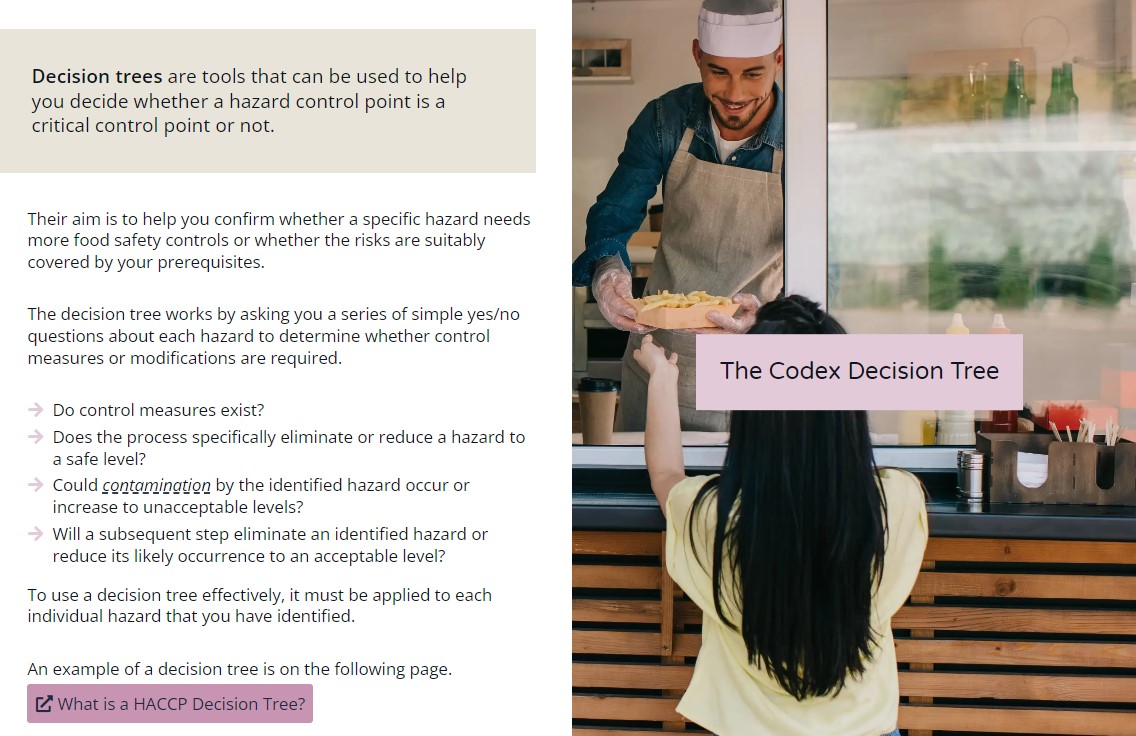 Decision trees are tools that can be used to help
you decide whether a hazard control point is a
critical control point or not.
Their aim is to help you confirm whether a specific hazard needs
more food safety controls or whether the risks are suitably
covered by your prerequisites.
The decision tree works by asking you a series of simple yes/no
questions about each hazard to determine whether control
measures or modifications are required.
Do control measures exist?
Does the process specifically eliminate or reduce a hazard to
a safe level?
Could contamination by the identified hazard occur or
increase to unacceptable levels?
Will a subsequent step eliminate an identified hazard or
reduce its likely occurrence to an acceptable level?
To use a decision tree effectively, it must be applied to each
individual hazard that you have identified.
An example of a decision tree is on the following page.
What is a HACCP Decision Tree?
The Codex Decision Tree